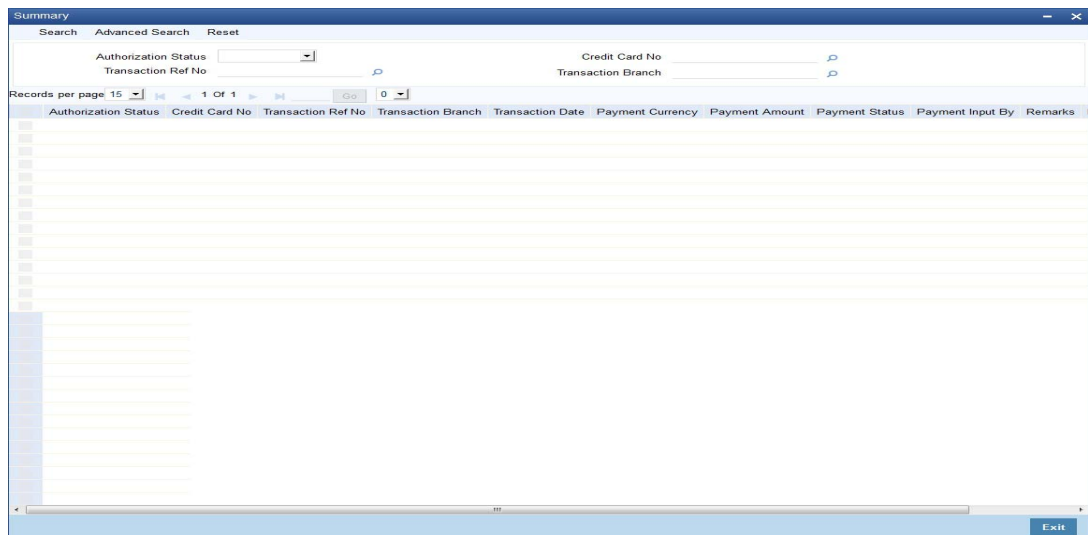 Summary
Search Advanced Search Reset
Authorization Status Credit Card No
Transaction Ref No Transaction Branch
Records per page 15 1 Of 1 Go 0
Authorization Status Credit Card No Transaction Ref No Transaction Branch Transaction Date Payment Currency Payment Amount Payment Status Payment Input By Remarks
Exit